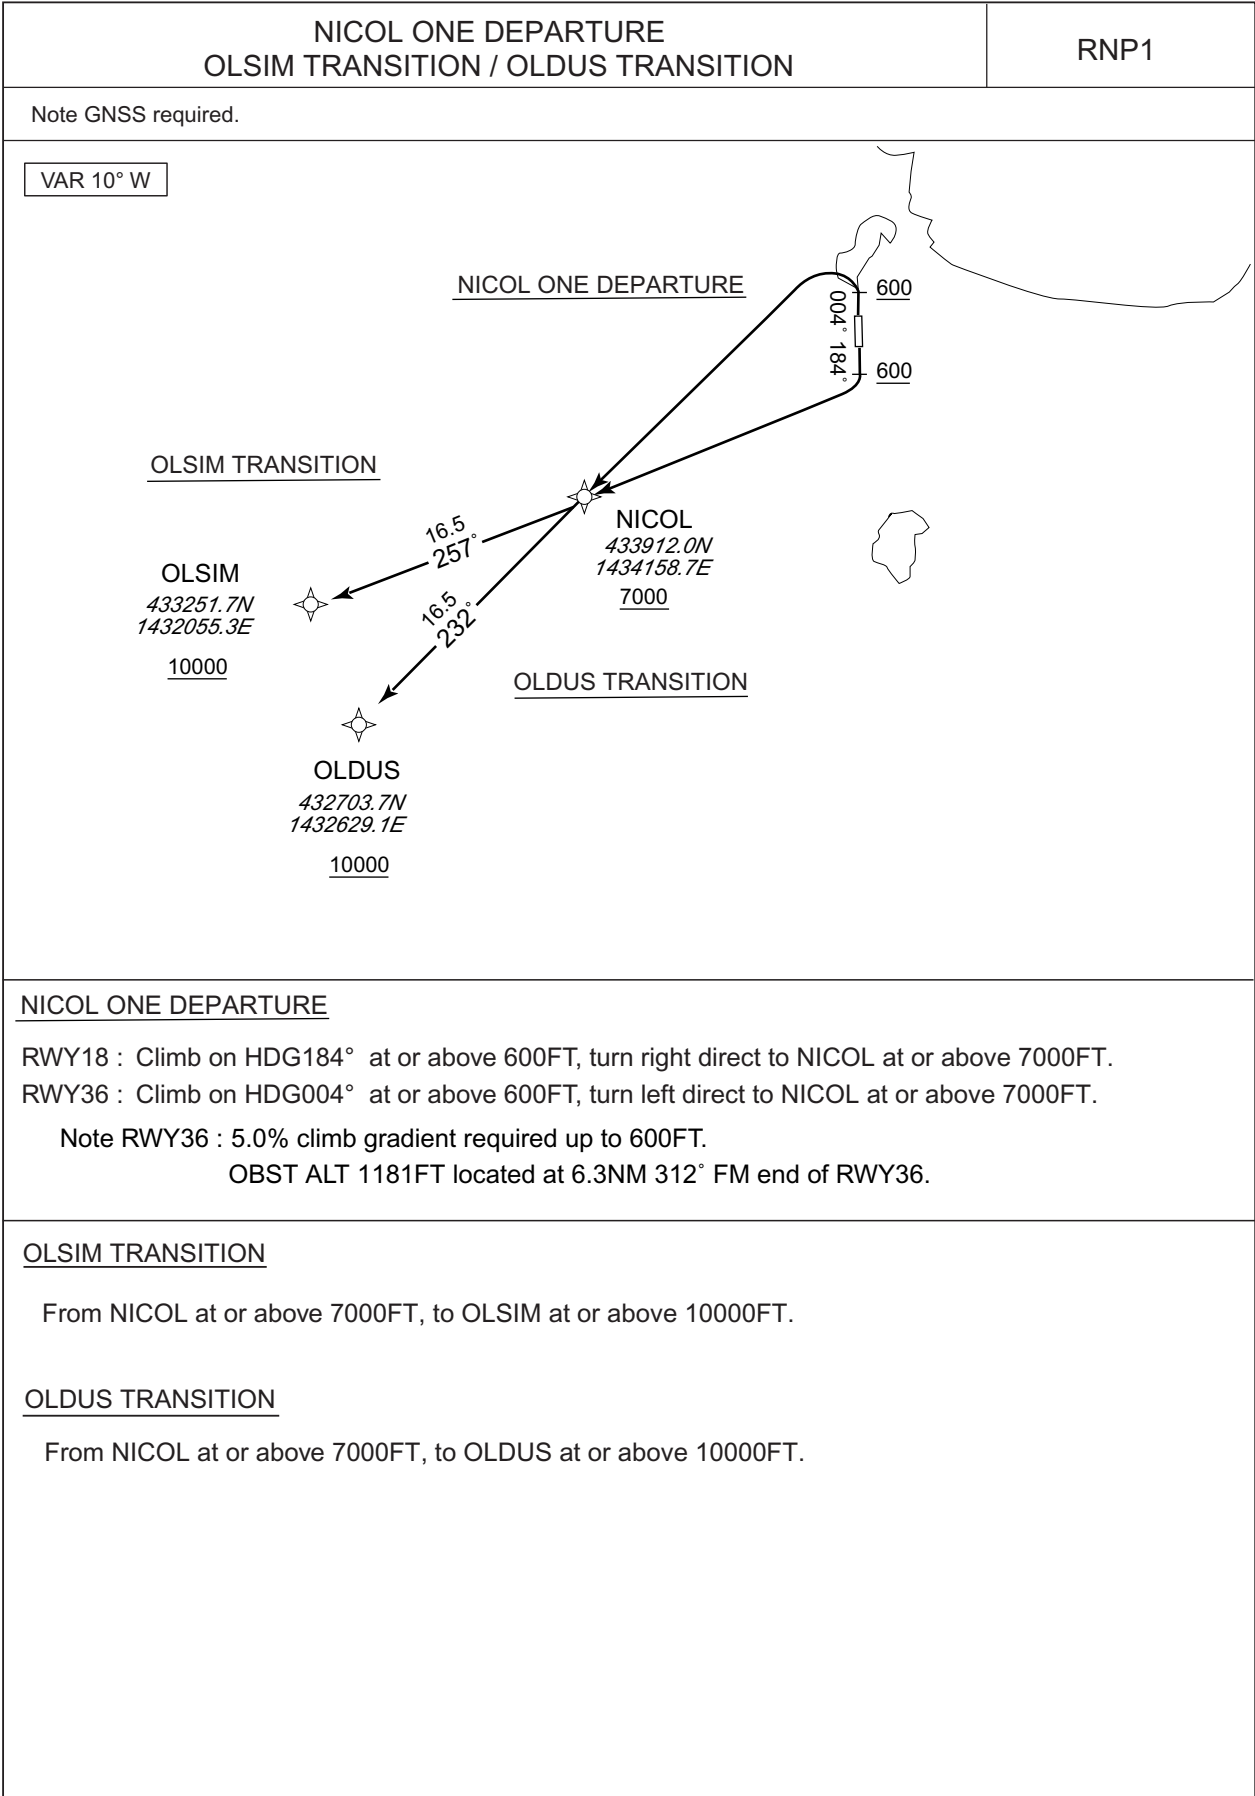 NICOL ONE DEPARTURE
OLSIM TRANSITION / OLDUS TRANSITION
RNP1
Note GNSS required.
VAR 10° W
NICOL ONE DEPARTURE
600
004°
184°
600
OLSIM TRANSITION
NICOL
433912.0N
1434158.7E
7000
16.5
257°
OLSIM
433251.7N
1432055.3E
10000
16.5
232°
OLDUS TRANSITION
OLDUS
432703.7N
1432629.1E
10000
NICOL ONE DEPARTURE
RWY18 : Climb on HDG184° at or above 600FT, turn right direct to NICOL at or above 7000FT.
RWY36 : Climb on HDG004° at or above 600FT, turn left direct to NICOL at or above 7000FT.
Note RWY36 : 5.0% climb gradient required up to 600FT.
OBST ALT 1181FT located at 6.3NM 312° FM end of RWY36.
OLSIM TRANSITION
From NICOL at or above 7000FT, to OLSIM at or above 10000FT.
OLDUS TRANSITION
From NICOL at or above 7000FT, to OLDUS at or above 10000FT.